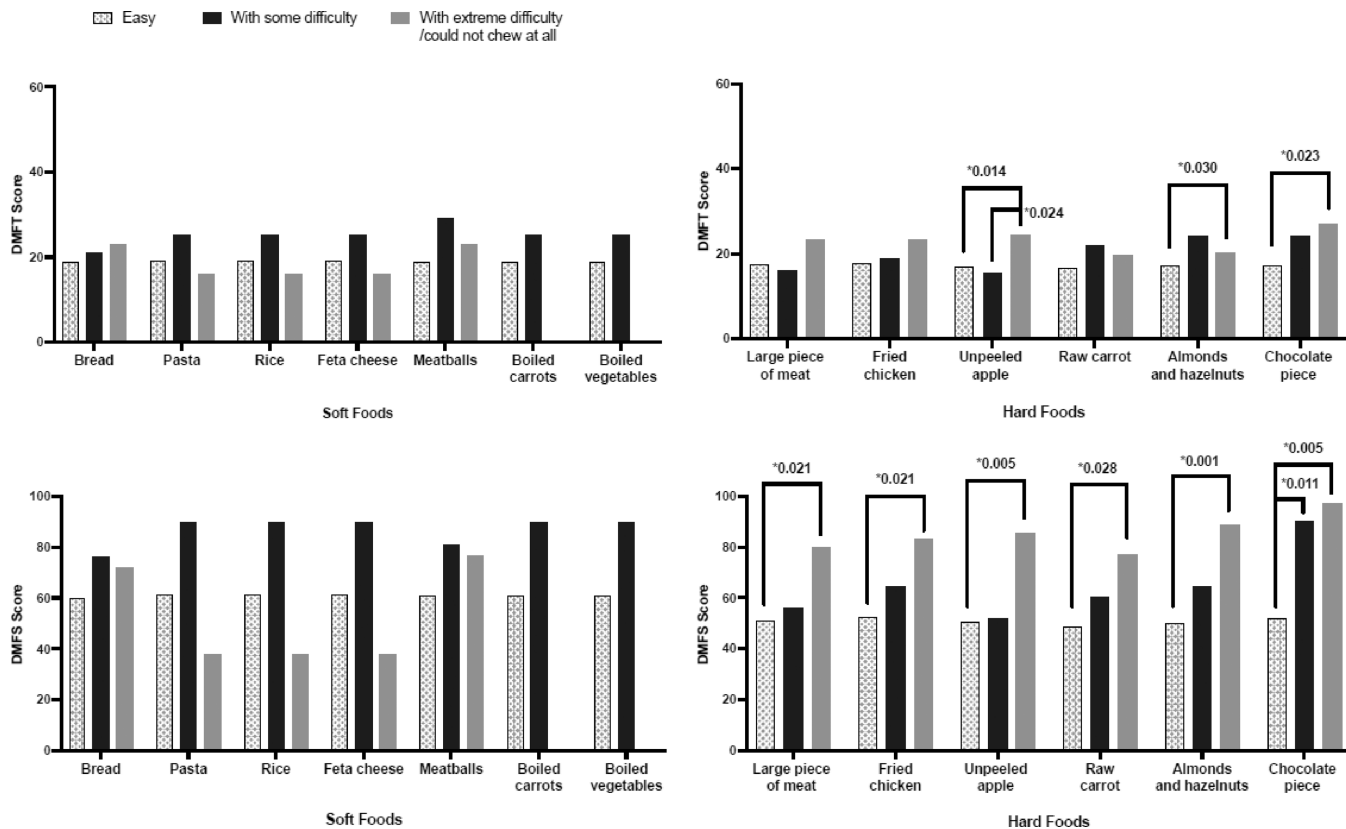 Easy
With some difficulty
With extreme difficulty
/could not chew at all
60
40
20
0
DMFT Score
Bread
Pasta
Rice
Feta cheese
Meatballs
Boiled
carrots
Boiled
vegetables
Soft Foods
60
40
20
0
DMFT Score
*0.014
*0.024
*0.030
*0.023
Large piece
of meat
Fried
chicken
Unpeeled
apple
Raw carrot
Almonds
and hazelnuts
Chocolate
piece
Hard Foods
100
80
60
40
20
0
DMFS Score
Bread
Pasta
Rice
Feta cheese
Meatballs
Boiled
carrots
Boiled
vegetables
Soft Foods
100
80
60
40
20
0
DMFS Score
*0.021
*0.021
*0.005
*0.028
*0.001
*0.005
*0.011
Large piece
of meat
Fried
chicken
Unpeeled
apple
Raw
carrot
Almonds
and hazelnuts
Chocolate
piece
Hard Foods